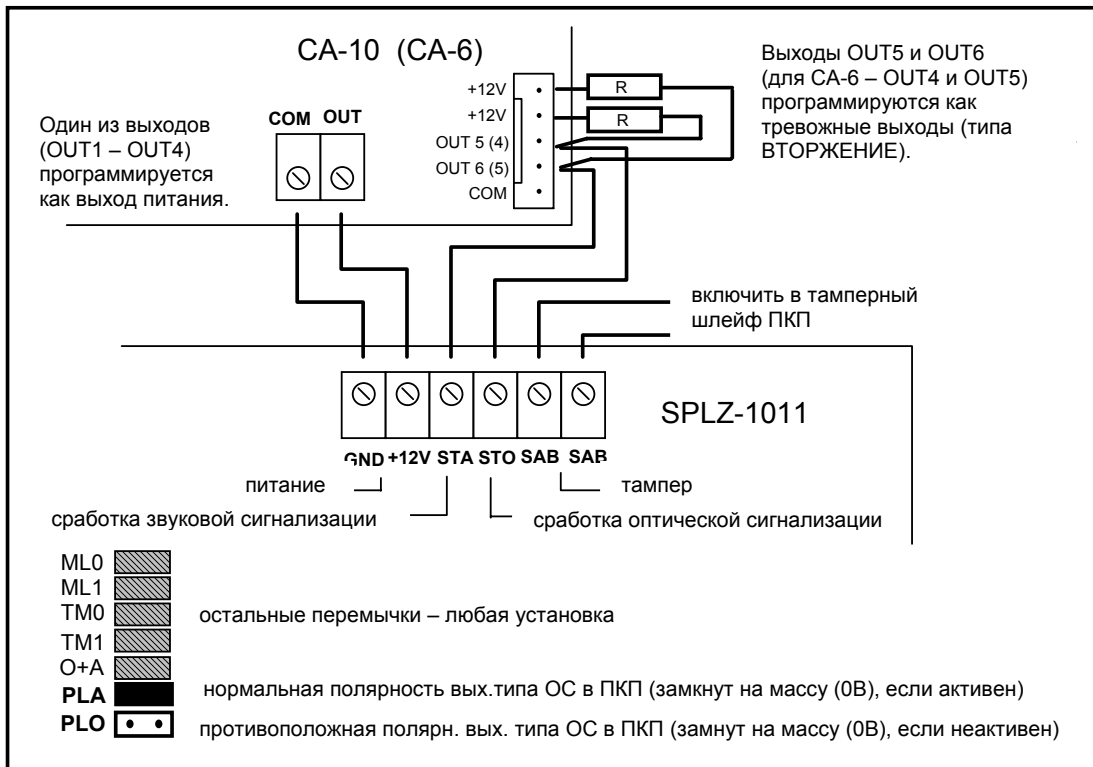 CA-10 (CA-6)
Один из выходов
(OUT1 – OUT4)
программируется
как выход питания.
COM OUT
+12V
+12V
OUT 5 (4)
OUT 6 (5)
COM
R
R
Выходы OUT5 и OUT6
(для CA-6 – OUT4 и OUT5)
программируются как
тревожные выходы (типа
ВТОРЖЕНИЕ).
включить в тамперный
шлейф ПКП
SPLZ-1011
GND +12V STA STO SAB SAB
питание
тампер
сработка звуковой сигнализации
сработка оптической сигнализации
ML0
ML1
TM0
остальные перемычки – любая установка
TM1
O+A
PLA
нормальная полярность вых.типа ОС в ПКП (замкнут на массу (0В), если активен)
PLO
противоположная полярн. вых. типа ОС в ПКП (замнут на массу (0В), если неактивен)